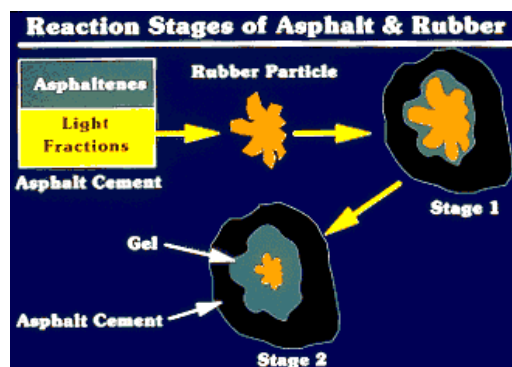 Reaction Stages of Asphalt & Rubber
Asphaltenes
Light
Fractions
Asphalt Cement
Rubber Particle
Stage 1
Gel
Asphalt Cement
Stage 2